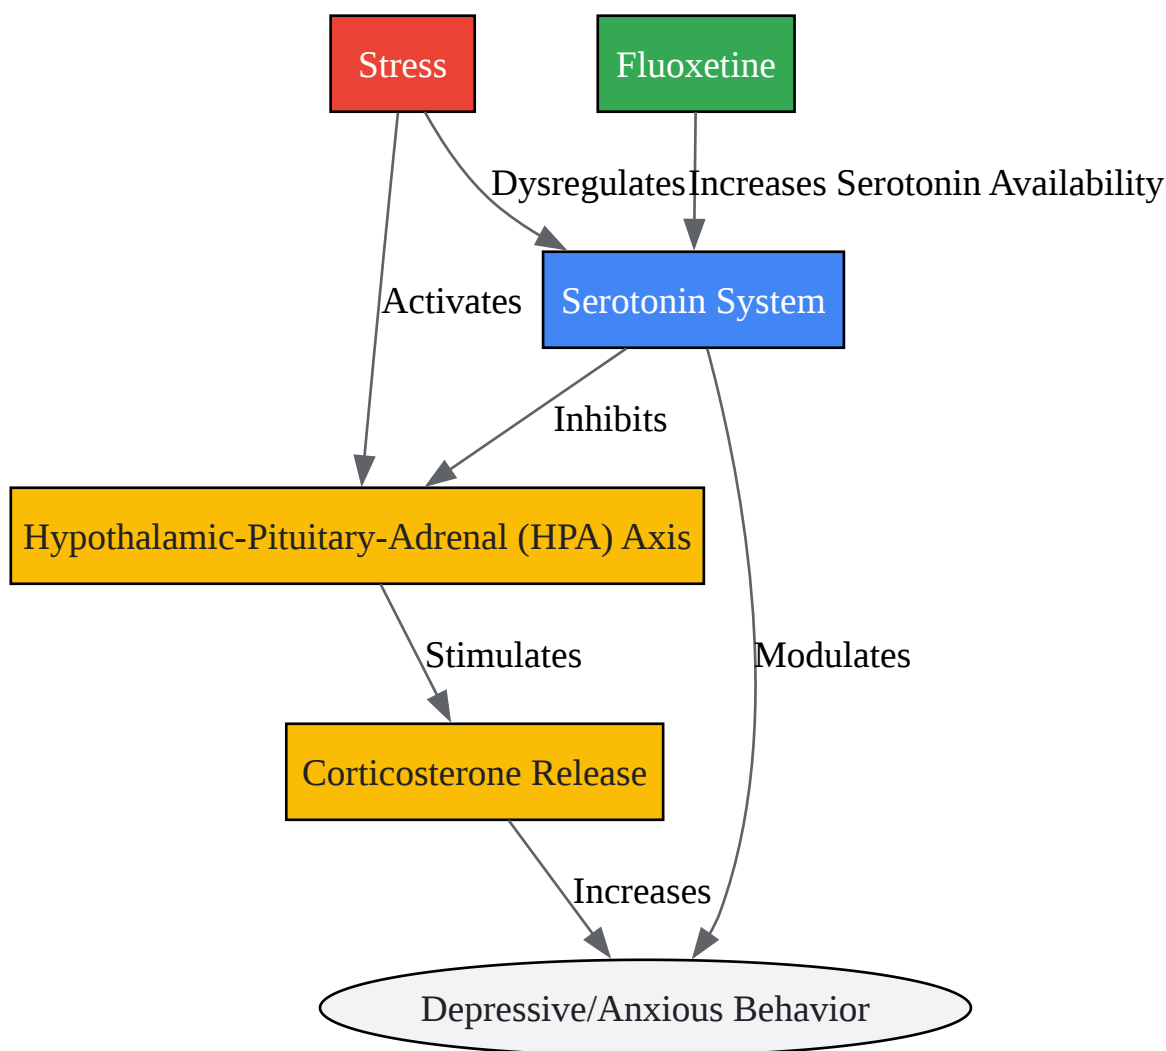 Stress
Fluoxetine
Dysregulates
Increases Serotonin Availability
Activates
Serotonin System
Inhibits
Hypothalamic-Pituitary-Adrenal (HPA) Axis
Stimulates
Modulates
Corticosterone Release
Increases
Depressive/Anxious Behavior